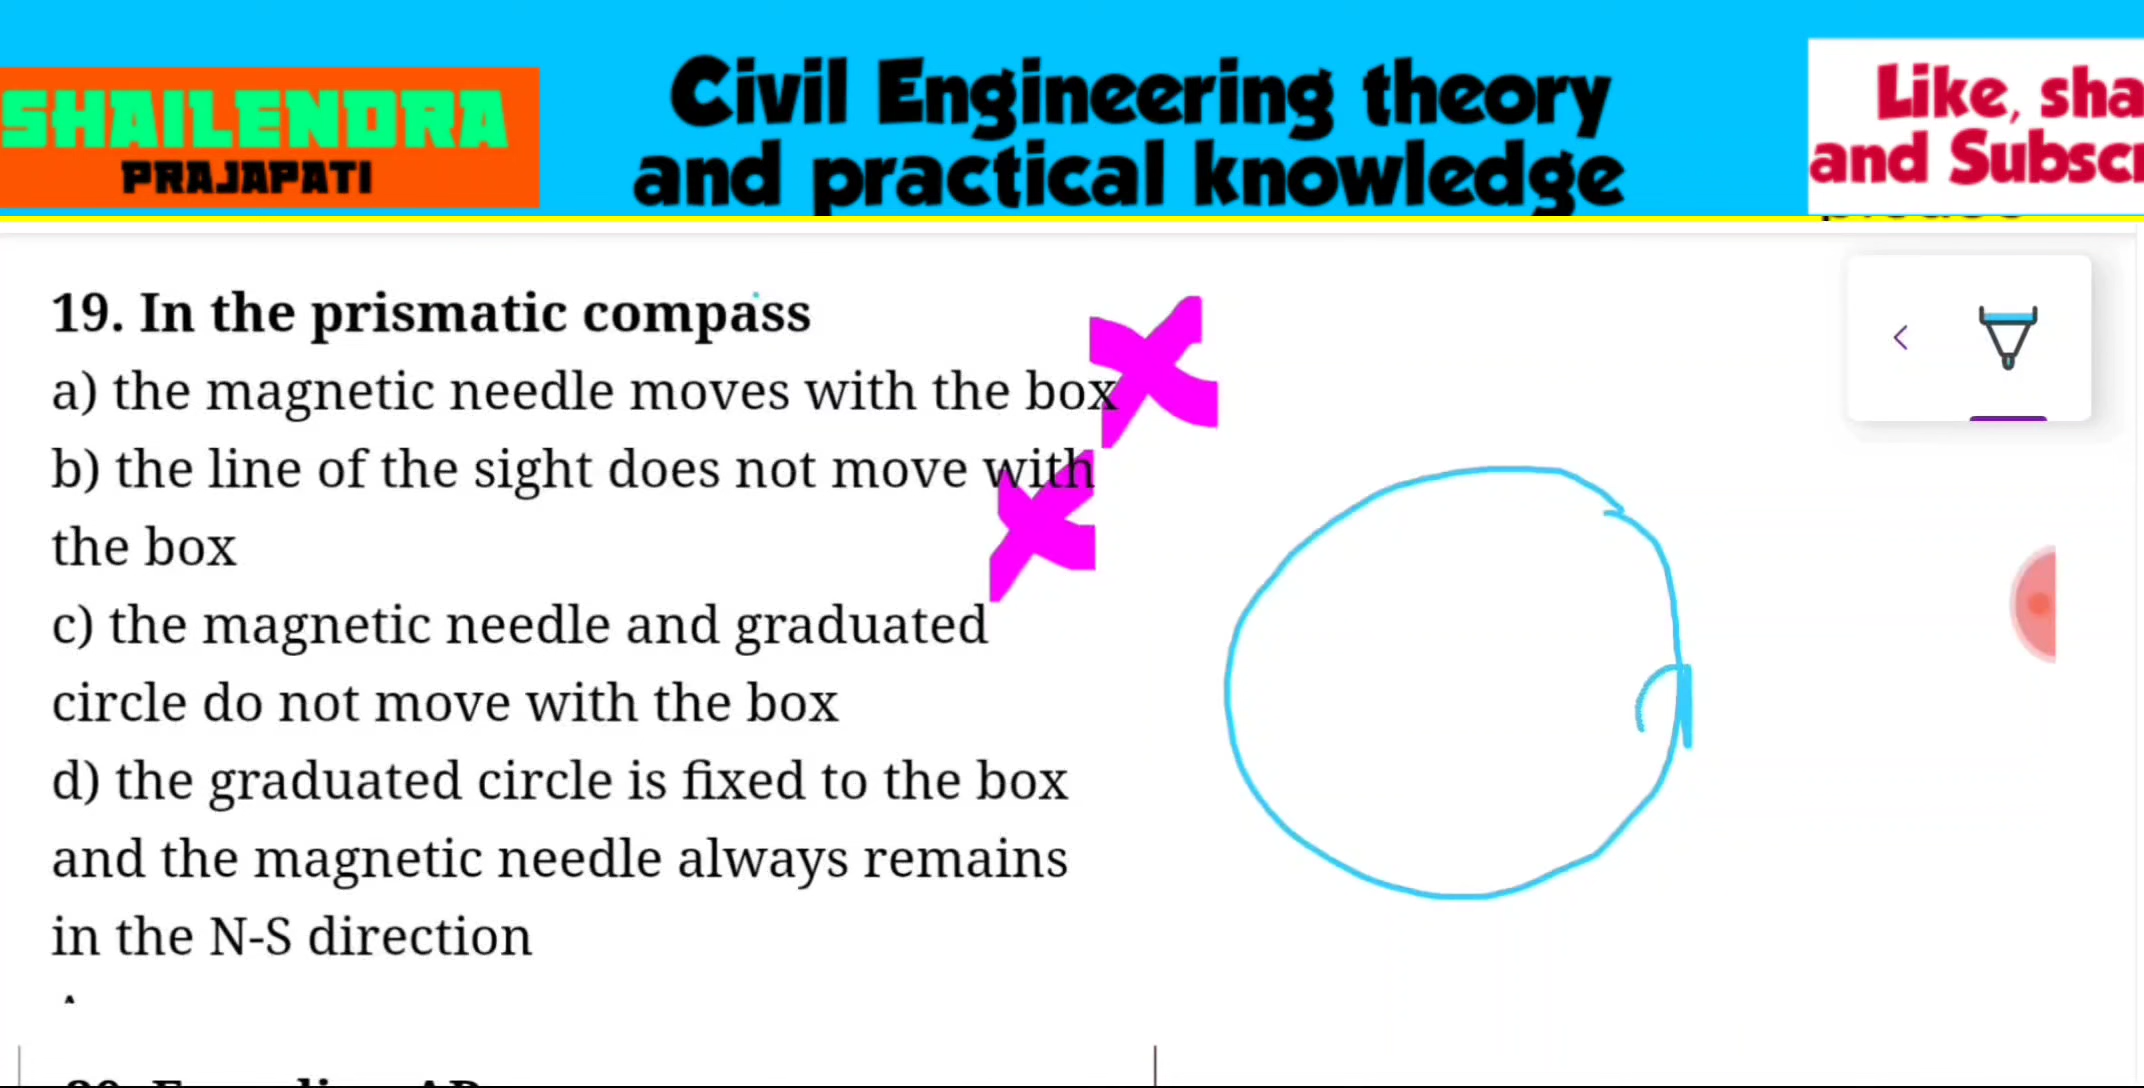 SHAILENDRA
PRAJAPATI
Civil Engineering theory
and practical knowledge
Like, sha
and Subscr
19. In the prismatic compass
a) the magnetic needle moves with the box
b) the line of the sight does not move with
the box
c) the magnetic needle and graduated
circle do not move with the box
d) the graduated circle is fixed to the box
and the magnetic needle always remains
in the N-S direction